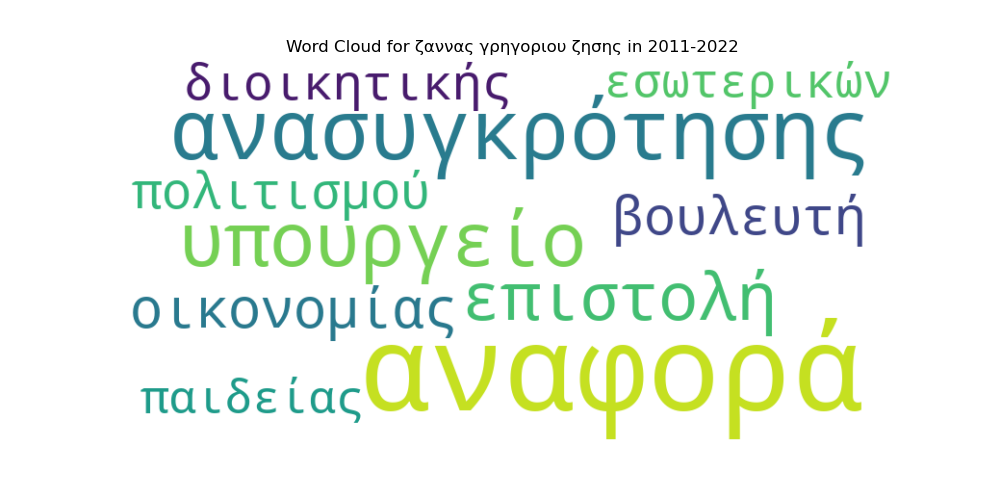 Word Cloud for ζαννας γρηγοριου ζησης in 2011-2022
διοικητικής εσωτερικών
ανασυγκρότησης
πολιτισμού βουλευτή
υπουργείο
οικονομίας επιστολή
παιδείας αναφορά